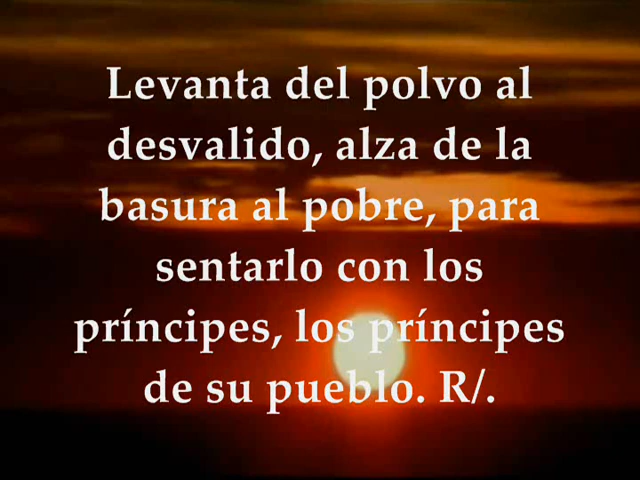 Levanta del polvo al
desvalido, alza de la
basura al pobre, para
sentarlo con los
príncipes, los príncipes
de su pueblo. R/.